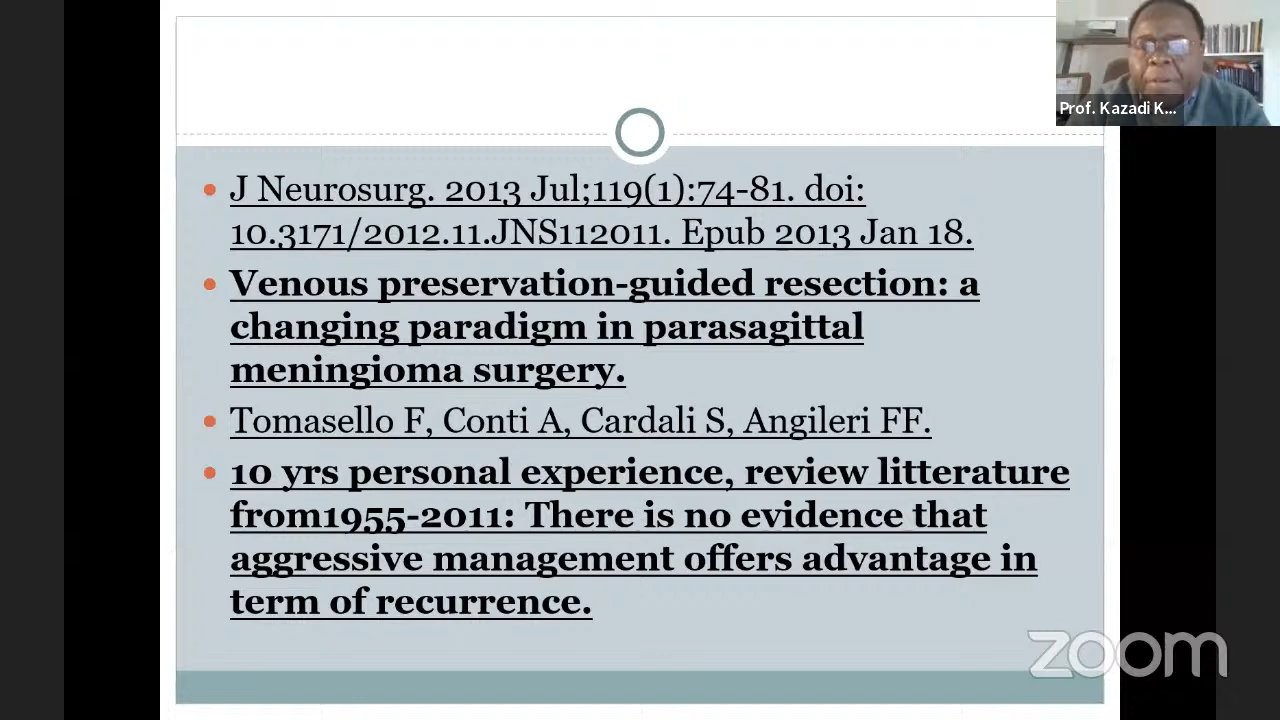 Prof. Kazadi K...
J Neurosurg. 2013 Jul;119(1):74-81. doi:
10.3171/2012.11.JNS112011. Epub 2013 Jan 18.
Venous preservation-guided resection: a
changing paradigm in parasagittal
meningioma surgery.
Tomasello F, Conti A, Cardali S, Angileri FF.
10 yrs personal experience, review litterature
from1955-2011: There is no evidence that
aggressive management offers advantage in
term of recurrence.
zoom